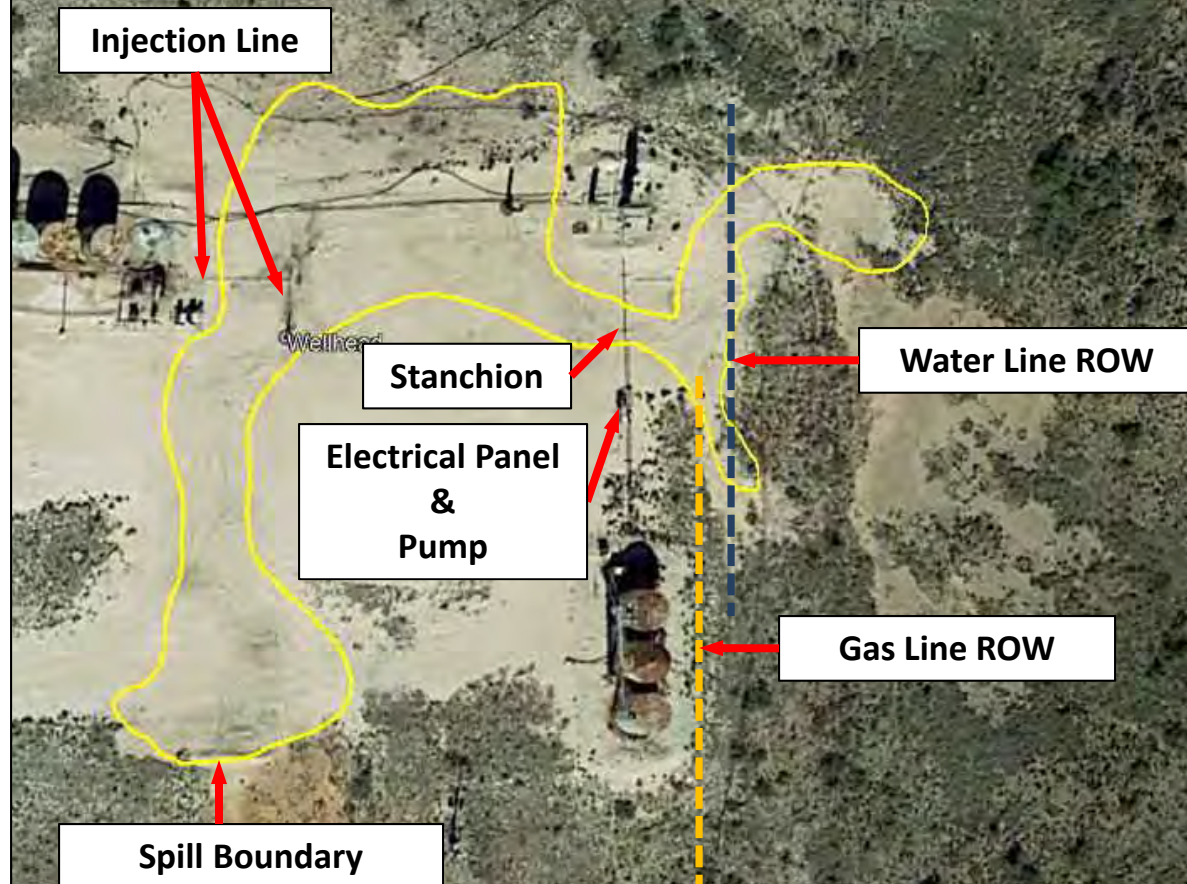 Injection Line
Wellhead
Stanchion
Water Line ROW
Electrical Panel
&
Pump
Gas Line ROW
Spill Boundary